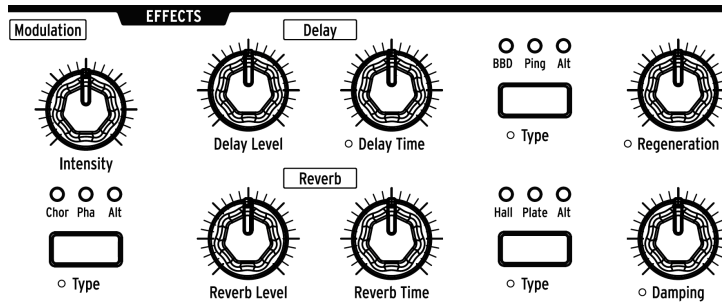 EFFECTS
Modulation
Delay
BBD Ping Alt
Intensity
Delay Level
Delay Time
Type
Regeneration
Reverb
Chor Pha Alt
Hall Plate Alt
Type
Reverb Level
Reverb Time
Type
Damping